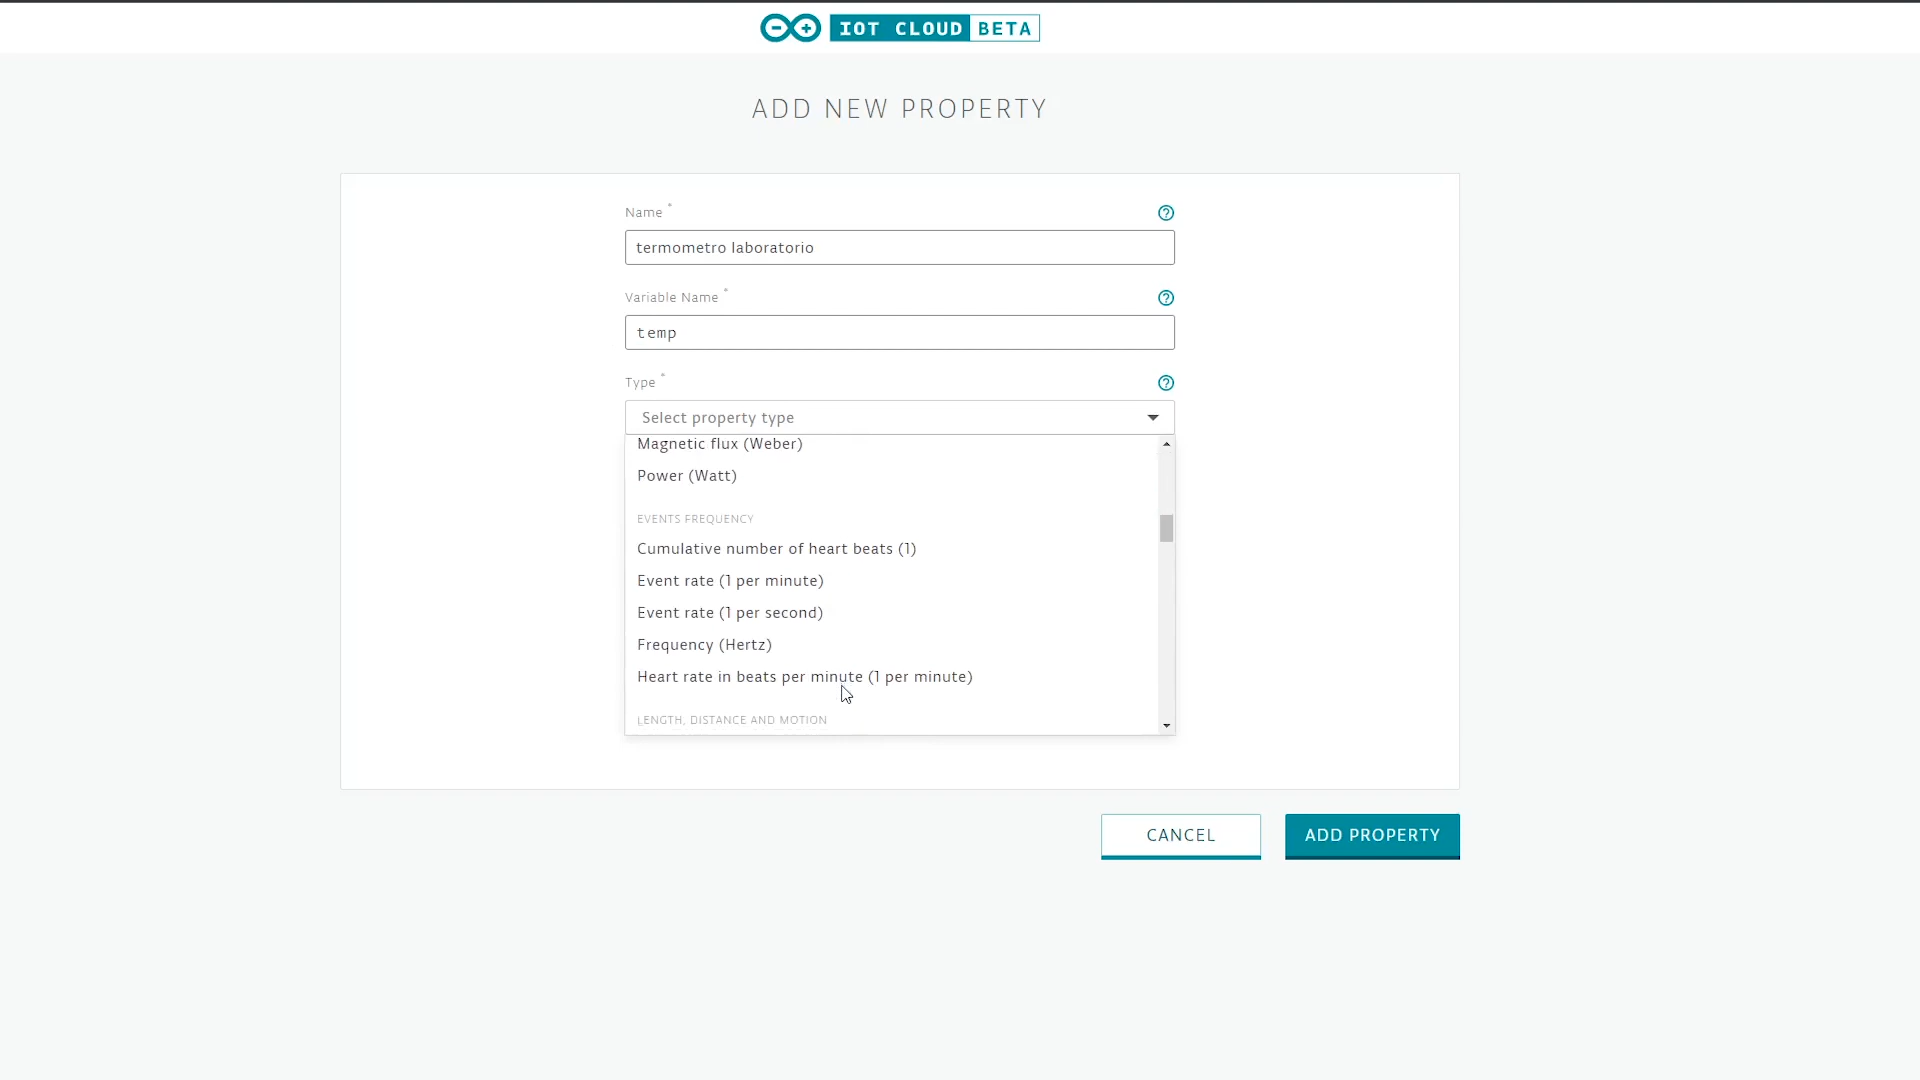 IOT CLOUD BETA
ADD NEW PROPERTY
Name *
termometro laboratorio
Variable Name *
temp
Type *
Select property type
Magnetic flux (Weber)
Power (Watt)
EVENTS FREQUENCY
Cumulative number of heart beats (1)
Event rate (1 per minute)
Event rate (1 per second)
Frequency (Hertz)
Heart rate in beats per minute (1 per minute)
LENGTH, DISTANCE AND MOTION
CANCEL
ADD PROPERTY